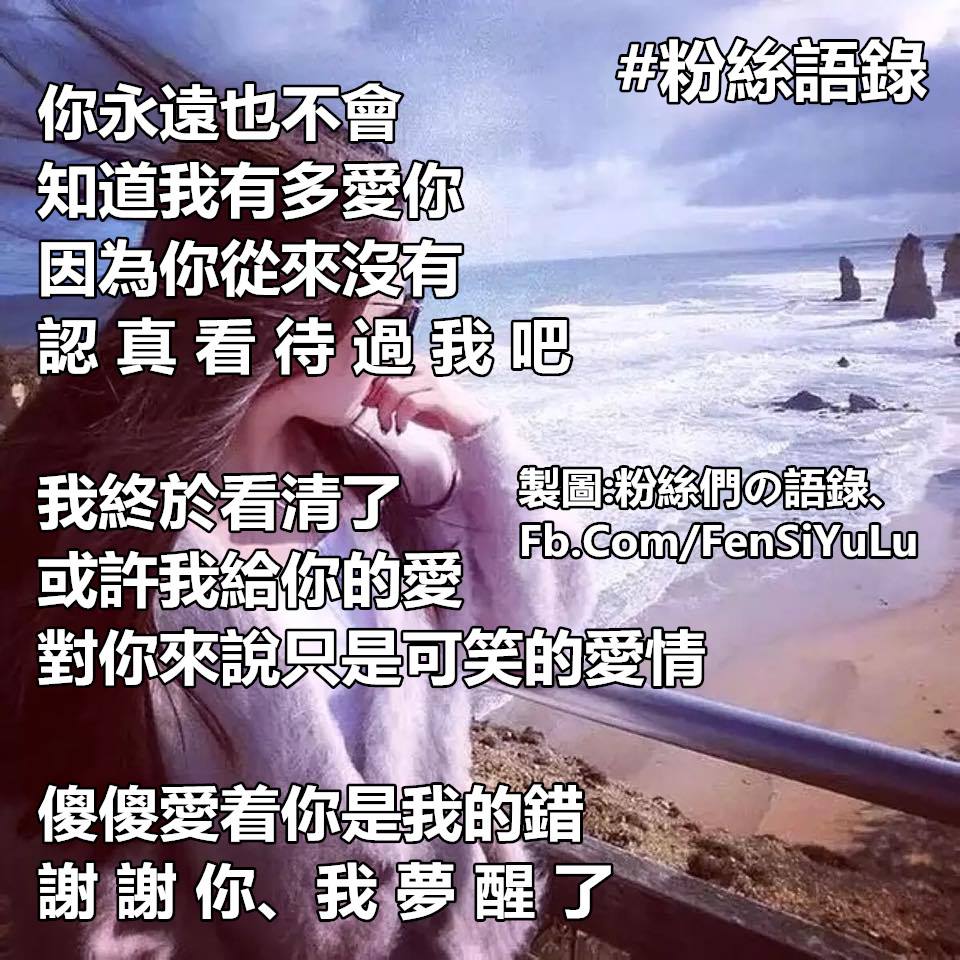 #粉絲語錄
你永遠也不會
知道我有多愛你
因為你從來沒有
認真看待過我吧
我終於看清了
或許我給你的愛
對你來說只是可笑的愛情
製圖:粉絲們の語錄、
Fb.Com/FenSiYuLu
傻傻愛着你是我的錯
謝謝你、我夢醒了